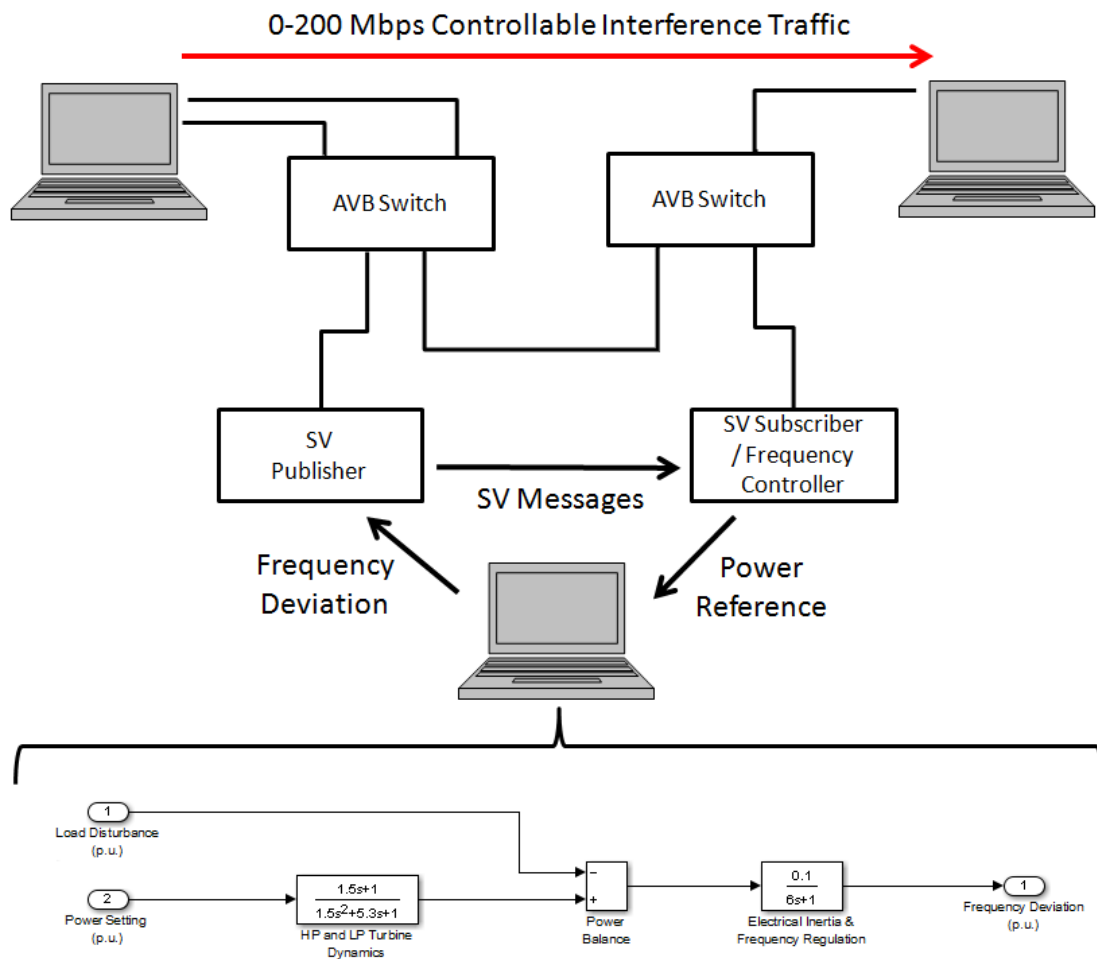 0-200 Mbps Controllable Interference Traffic
AVB Switch
AVB Switch
SV
Publisher
SV Subscriber
/ Frequency
Controller
SV Messages
Frequency
Deviation
Power
Reference
1
Load Disturbance
(p.u.)
2
Power Setting
(p.u.)
1.5s+1
1.5s²+5.3s+1
HP and LP Turbine
Dynamics
−
+
Power
Balance
0.1
6s+1
Electrical Inertia &
Frequency Regulation
1
Frequency Deviation
(p.u.)